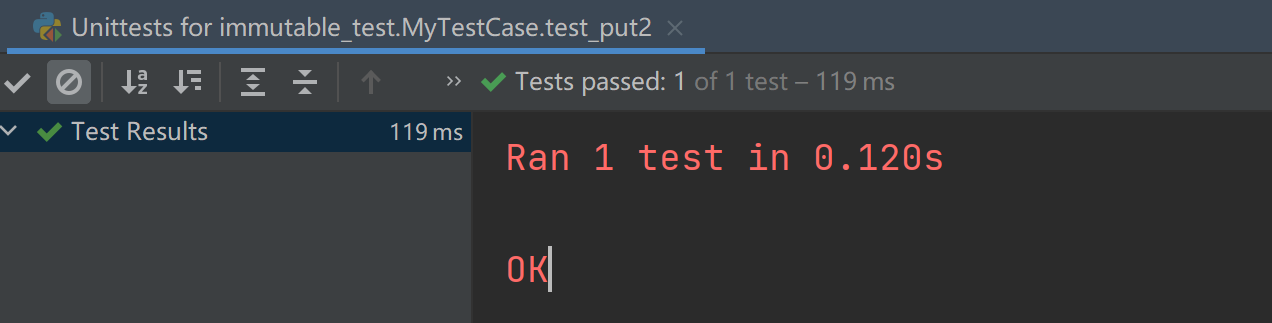 Unittests for immutable_test.MyTestCase.test_put2
Tests passed: 1 of 1 test – 119 ms
Test Results 119 ms
Ran 1 test in 0.120s
OK